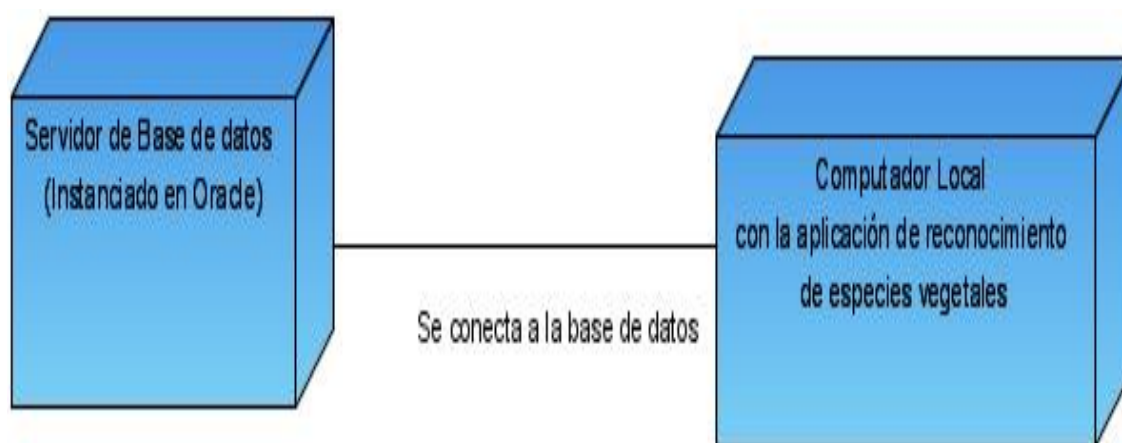 Servidor de Base de datos
(Instanciado en Oracle)
Se conecta a la base de datos
Computador Local
con la aplicación de reconocimiento
de especies vegetales